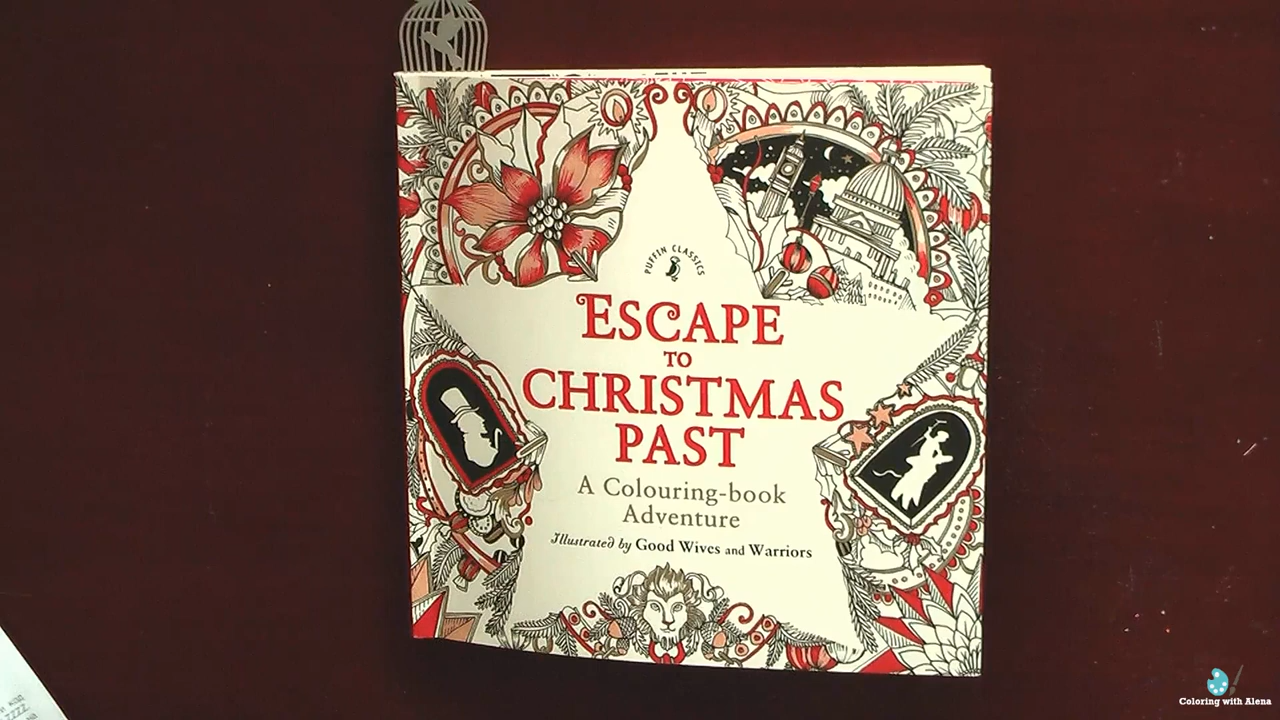 PUFFIN CLASSICS
ESCAPE
TO
CHRISTMAS
PAST
A Colouring-book
Adventure
Illustrated by Good Wives and Warriors
Coloring with Alena